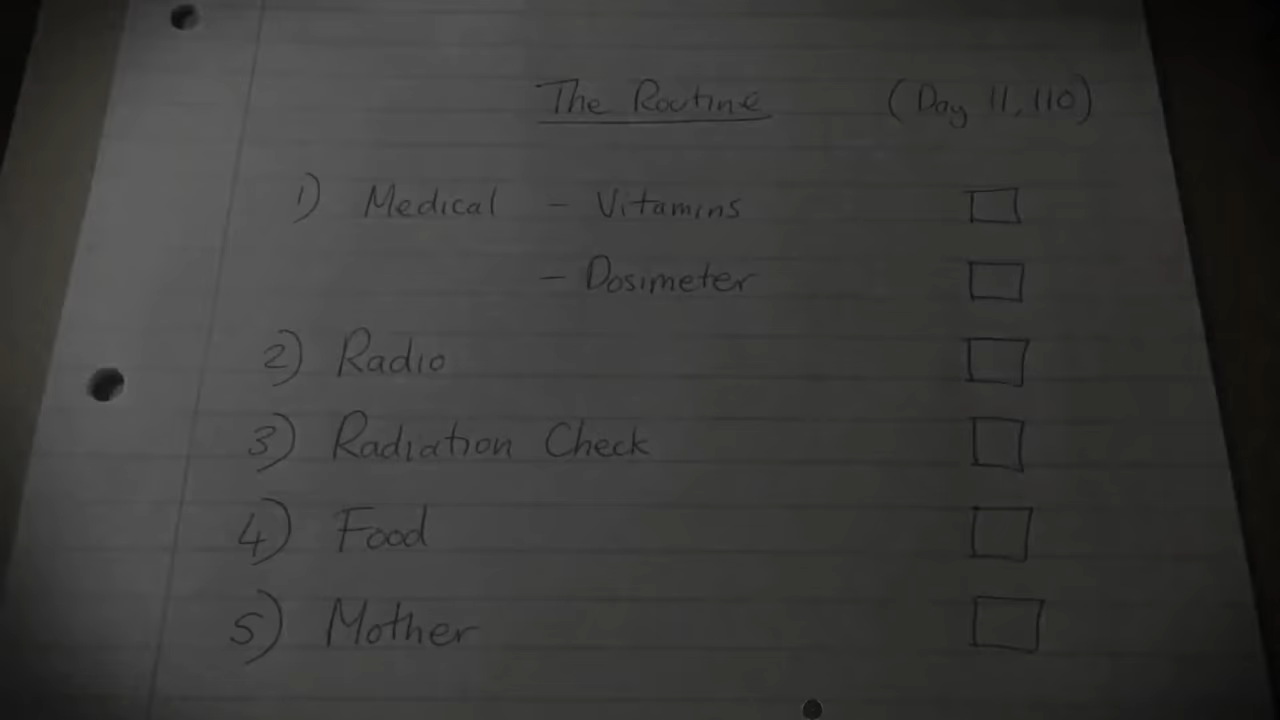 The Routine (Day 11,110)
1) Medical - Vitamins
- Dosimeter
2) Radio
3) Radiation Check
4) Food
5) Mother